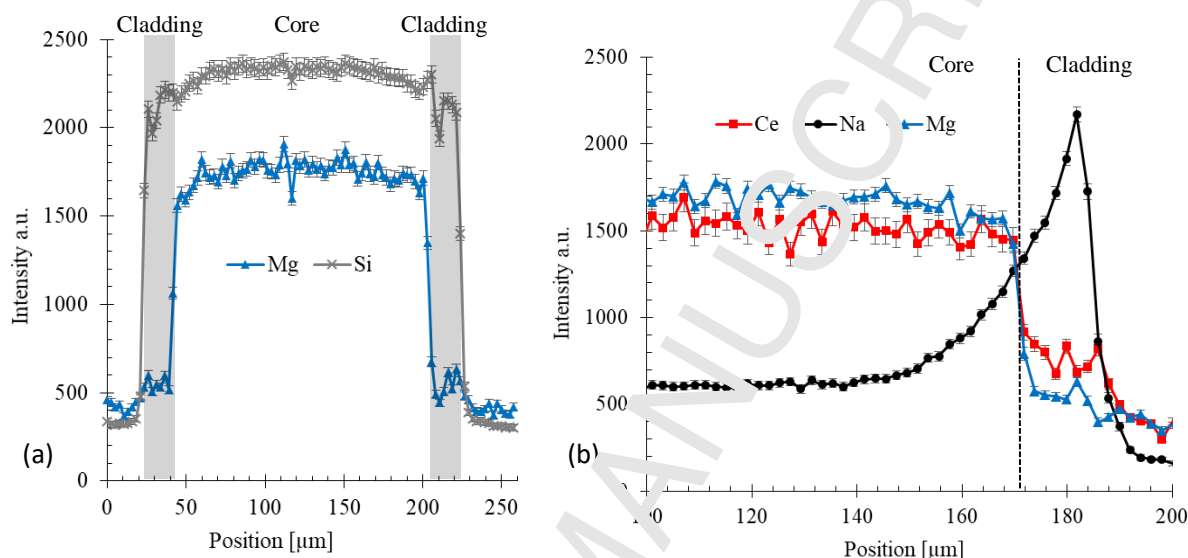 Cladding Core Cladding
2500
2000
1500
1000
500
0
Intensity a.u.
Mg Si
(a)
0 50 100 150 200 250
Position [µm]
Core Cladding
2500
2000
1500
1000
500
Intensity a.u.
Ce Na Mg
(b)
120 140 160 180 200
Position [µm]
MANUSCR